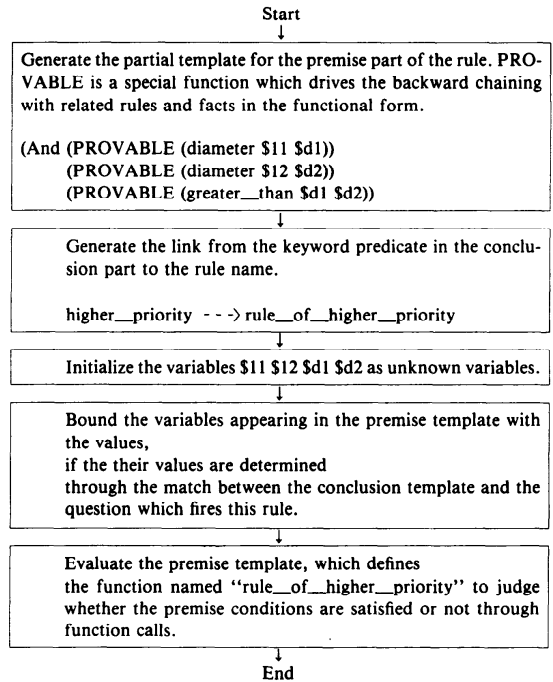 Start
Generate the partial template for the premise part of the rule. PRO-
VABLE is a special function which drives the backward chaining
with related rules and facts in the functional form.
(And (PROVABLE (diameter $11 $d1))
(PROVABLE (diameter $12 $d2))
(PROVABLE (greater__than $d1 $d2))
Generate the link from the keyword predicate in the conclu-
sion part to the rule name.
higher__priority - - -> rule__of__higher__priority
Initialize the variables $11 $12 $d1 $d2 as unknown variables.
Bound the variables appearing in the premise template with
the values,
if the their values are determined
through the match between the conclusion template and the
question which fires this rule.
Evaluate the premise template, which defines
the function named “rule__of__higher__priority” to judge
whether the premise conditions are satisfied or not through
function calls.
End